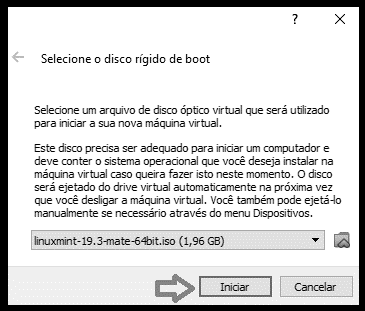 ?
Selecione o disco rígido de boot
Selecione um arquivo de disco óptico virtual que será utilizado
para iniciar a sua nova máquina virtual.
Este disco precisa ser adequado para iniciar um computador e
deve conter o sistema operacional que você deseja instalar na
máquina virtual caso queira fazer isto neste momento. O disco
será ejetado do drive virtual automaticamente na próxima vez
que você desligar a máquina virtual. Você também pode ejetá-lo
manualmente se necessário através do menu Dispositivos.
linuxmint-19.3-mate-64bit.iso (1,96 GB)
Iniciar Cancelar